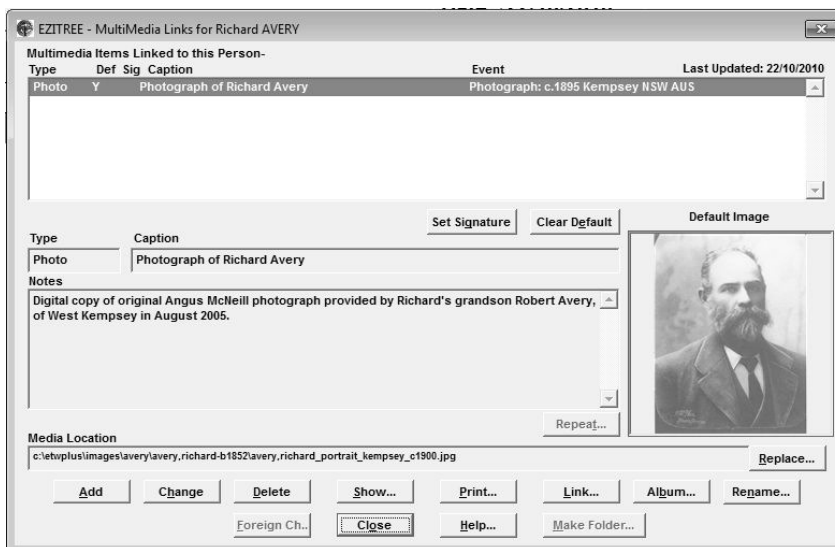 EZITREE - MultiMedia Links for Richard AVERY
Multimedia Items Linked to this Person-
Type Def Sig Caption Event Last Updated: 22/10/2010
Photo Y Photograph of Richard Avery Photograph: c.1895 Kempsey NSW AUS
Set Signature Clear Default Default Image
Type Caption
Photo Photograph of Richard Avery
Notes
Digital copy of original Angus McNeill photograph provided by Richard's grandson Robert Avery,
of West Kempsey in August 2005.
Repeat...
Media Location
c:\etwplus\images\avery\avery,richard-b1852\avery,richard_portrait_kempsey_c1900.jpg Replace...
Add Change Delete Show... Print... Link... Album... Rename...
Foreign Ch.. Close Help... Make Folder...